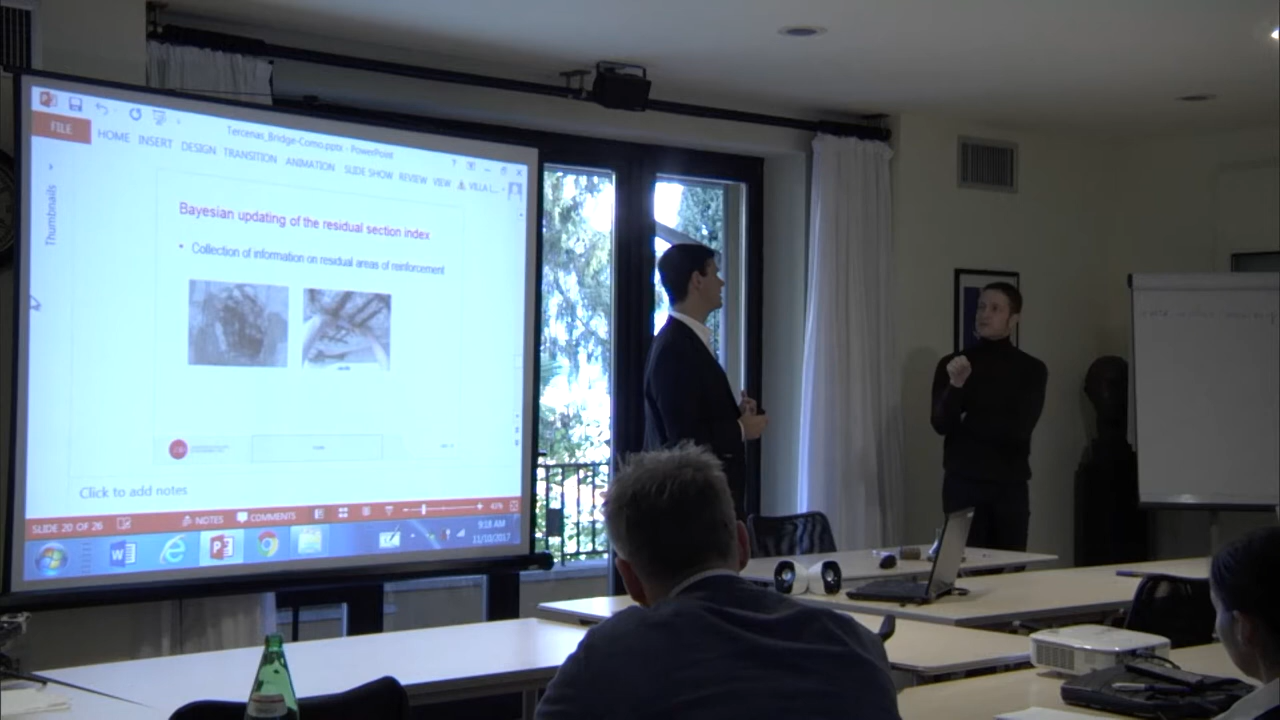 Tercenas_Bridge-Como.pptx - PowerPoint
FILE HOME INSERT DESIGN TRANSITION ANIMATION SLIDE SHOW REVIEW VIEW VILLA L...
Thumbnails
Bayesian updating of the residual section index
• Collection of information on residual areas of reinforcement
Click to add notes
SLIDE 20 OF 26 NOTES COMMENTS 40%
9:18 AM
11/10/2017